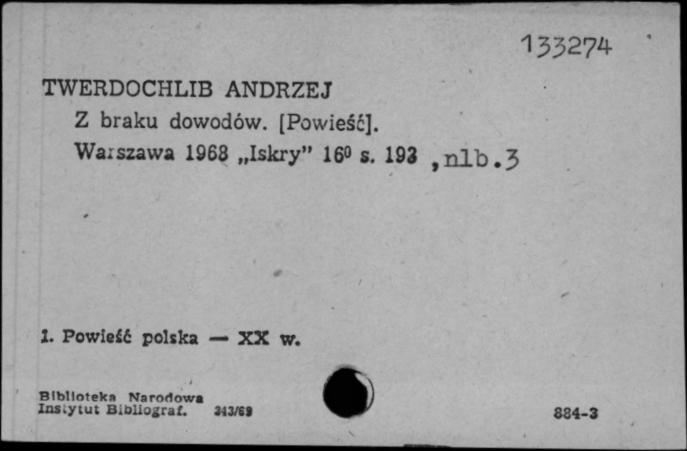 133274
TWERDOCHLIB ANDRZEJ
Z braku dowodów. [Powieść].
Warszawa 1968 „Iskry” 16⁰ s. 193 ,nlb.3
1. Powieść polska — XX w.
Biblioteka Narodowa
Instytut Bibliograf. 243/69
884-3